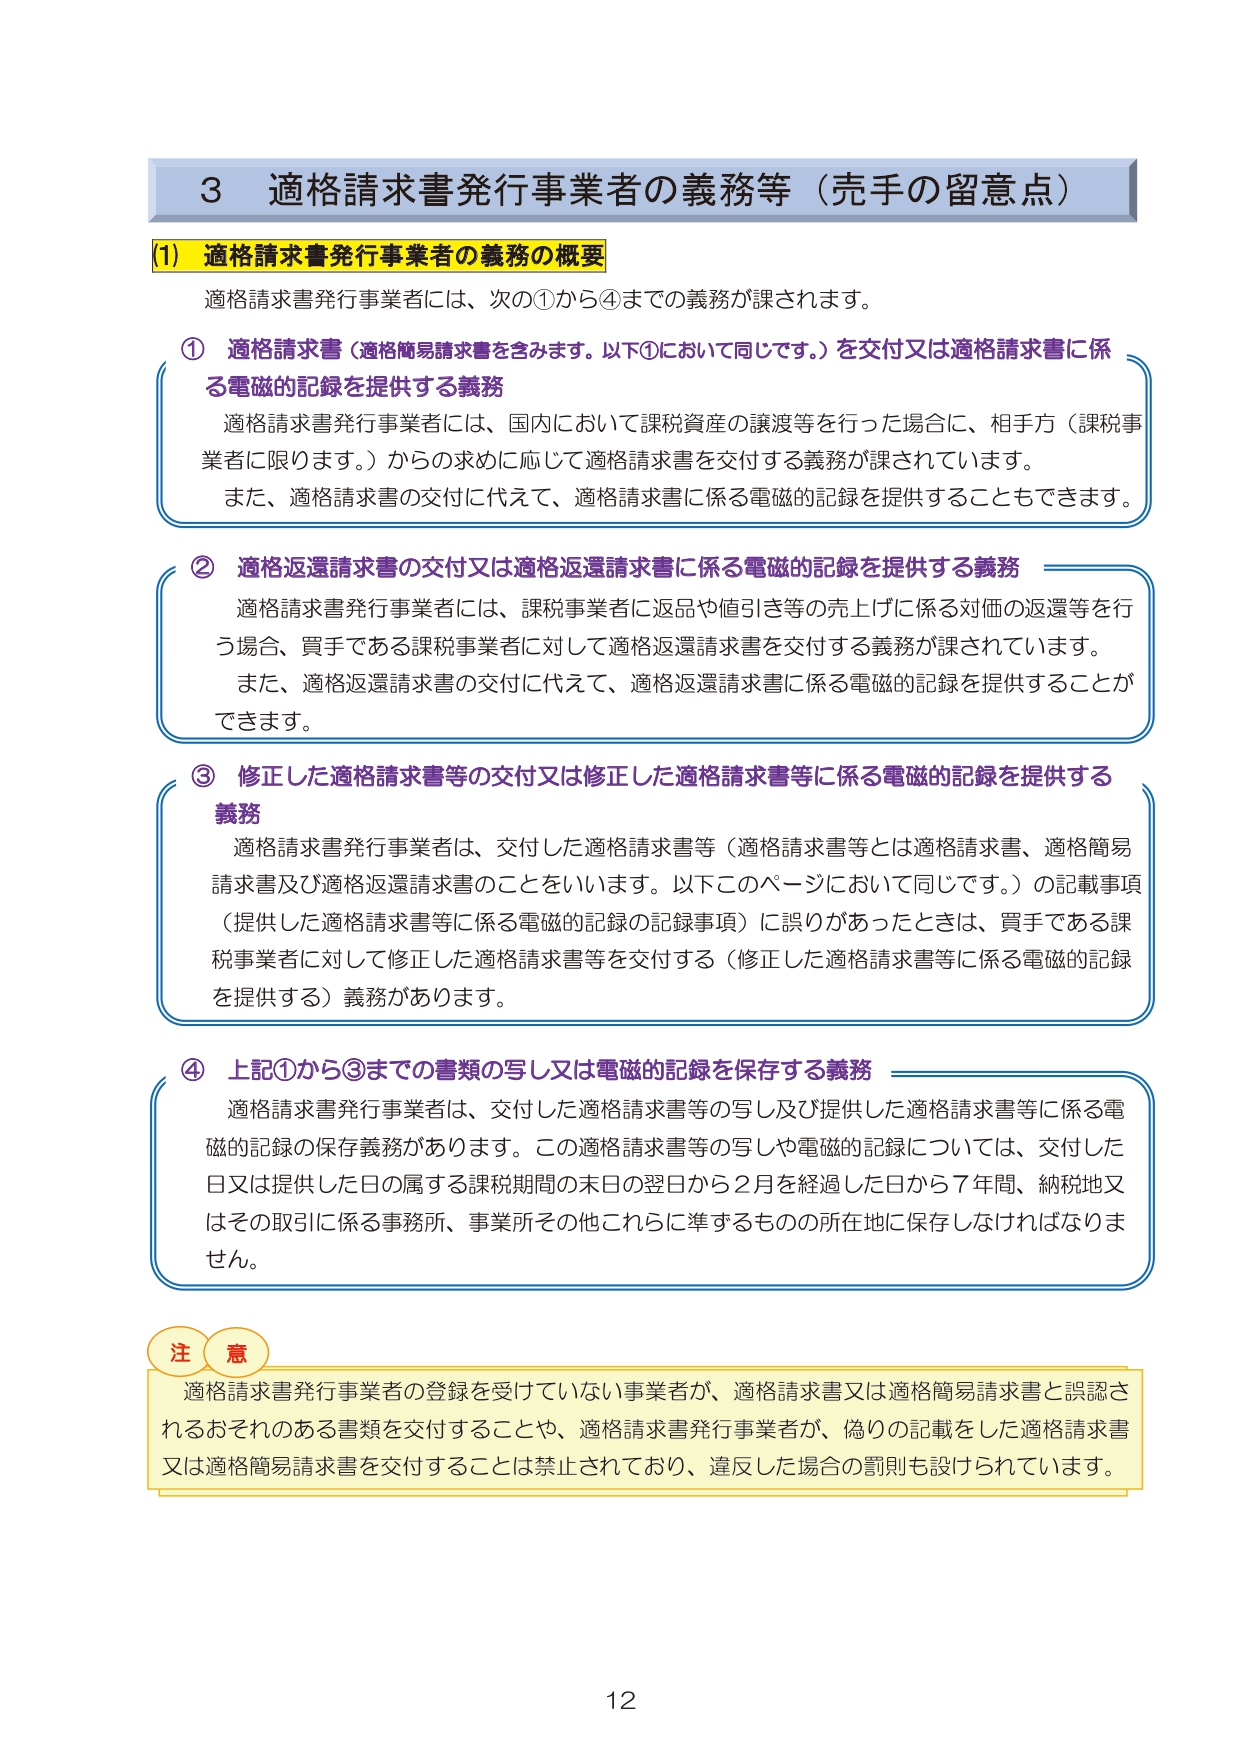 ３　適格請求書発行事業者の義務等（売手の留意点）
(1)　適格請求書発行事業者の義務の概要
適格請求書発行事業者には、次の①から④までの義務が課されます。
①　適格請求書（適格簡易請求書を含みます。以下①において同じです。）を交付又は適格請求書に係
る電磁的記録を提供する義務
適格請求書発行事業者には、国内において課税資産の譲渡等を行った場合に、相手方（課税事
業者に限ります。）からの求めに応じて適格請求書を交付する義務が課されています。
また、適格請求書の交付に代えて、適格請求書に係る電磁的記録を提供することもできます。
②　適格返還請求書の交付又は適格返還請求書に係る電磁的記録を提供する義務
適格請求書発行事業者には、課税事業者に返品や値引き等の売上げに係る対価の返還等を行
う場合、買手である課税事業者に対して適格返還請求書を交付する義務が課されています。
また、適格返還請求書の交付に代えて、適格返還請求書に係る電磁的記録を提供することが
できます。
③　修正した適格請求書等の交付又は修正した適格請求書等に係る電磁的記録を提供する
義務
適格請求書発行事業者は、交付した適格請求書等（適格請求書等とは適格請求書、適格簡易
請求書及び適格返還請求書のことをいいます。以下このページにおいて同じです。）の記載事項
（提供した適格請求書等に係る電磁的記録の記録事項）に誤りがあったときは、買手である課
税事業者に対して修正した適格請求書等を交付する（修正した適格請求書等に係る電磁的記録
を提供する）義務があります。
④　上記①から③までの書類の写し又は電磁的記録を保存する義務
適格請求書発行事業者は、交付した適格請求書等の写し及び提供した適格請求書等に係る電
磁的記録の保存義務があります。この適格請求書等の写しや電磁的記録については、交付した
日又は提供した日の属する課税期間の末日の翌日から２月を経過した日から７年間、納税地又
はその取引に係る事務所、事業所その他これらに準ずるものの所在地に保存しなければなりま
せん。
注　意
適格請求書発行事業者の登録を受けていない事業者が、適格請求書又は適格簡易請求書と誤認さ
れるおそれのある書類を交付することや、適格請求書発行事業者が、偽りの記載をした適格請求書
又は適格簡易請求書を交付することは禁止されており、違反した場合の罰則も設けられています。
12